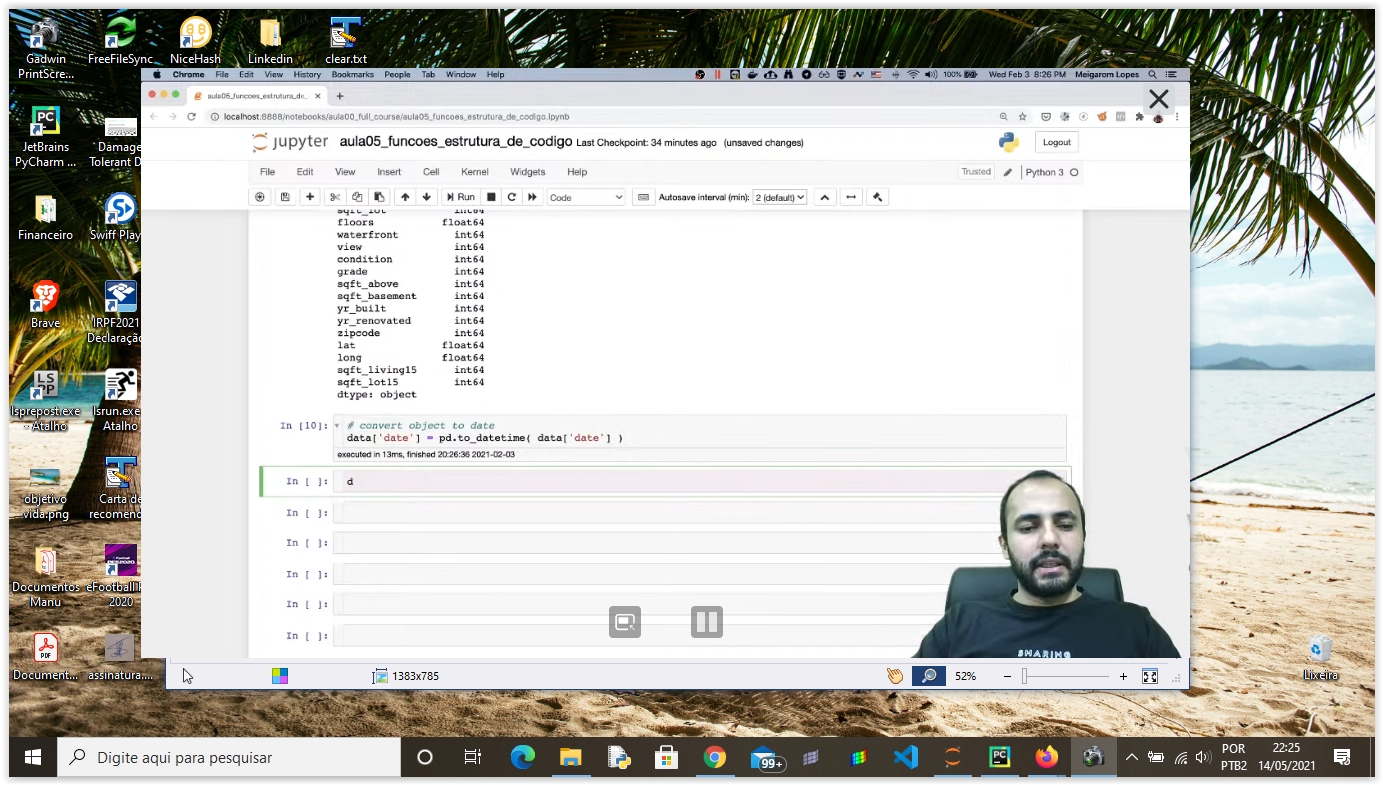 Gadwin
PrintScre...
FreeFileSync
NiceHash
Linkedin
clear.txt
JetBrains
PyCharm ...
Damage
Tolerant D
Financeiro
Swiff Play
Brave
IRPF2021
Declaração
lsprepost.exe
- Atalho
lsrun.exe
Atalho
objetivo
vida.png
Carta de
recomen
Documentos
Manu
eFootball P
2020
Document...
assinatura....
Lixeira
Chrome File Edit View History Bookmarks People Tab Window Help
100% Wed Feb 3 8:26 PM Meigarom Lopes
aula05_funcoes_estrutura_de_
localhost:8888/notebooks/aula00_full_course/aula05_funcoes_estrutura_de_codigo.ipynb
jupyter aula05_funcoes_estrutura_de_codigo Last Checkpoint: 34 minutes ago (unsaved changes)
Logout
File Edit View Insert Cell Kernel Widgets Help
Trusted Python 3
Run Code Autosave interval (min): 2 (default)
sqft_lot int64
floors float64
waterfront int64
view int64
condition int64
grade int64
sqft_above int64
sqft_basement int64
yr_built int64
yr_renovated int64
zipcode int64
lat float64
long float64
sqft_living15 int64
sqft_lot15 int64
dtype: object
In [10]: # convert object to date
data['date'] = pd.to_datetime( data['date'] )
executed in 13ms, finished 20:26:36 2021-02-03
In [ ]: d
In [ ]:
In [ ]:
In [ ]:
In [ ]:
In [ ]:
SHARING
1383x785
52%
Digite aqui para pesquisar
99+
POR
PTB2
22:25
14/05/2021